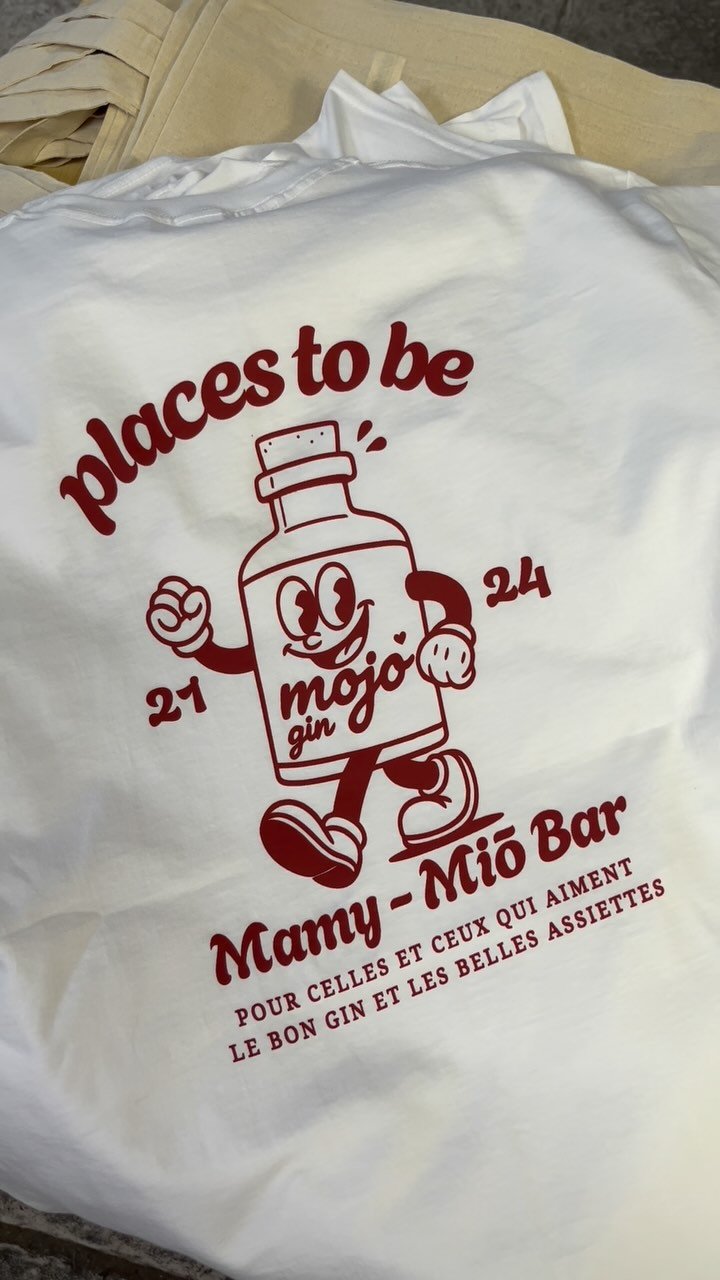 places to be
21
24
mojo
gin
Mamy - Miō Bar
POUR CELLES ET CEUX QUI AIMENT
LE BON GIN ET LES BELLES ASSIETTES